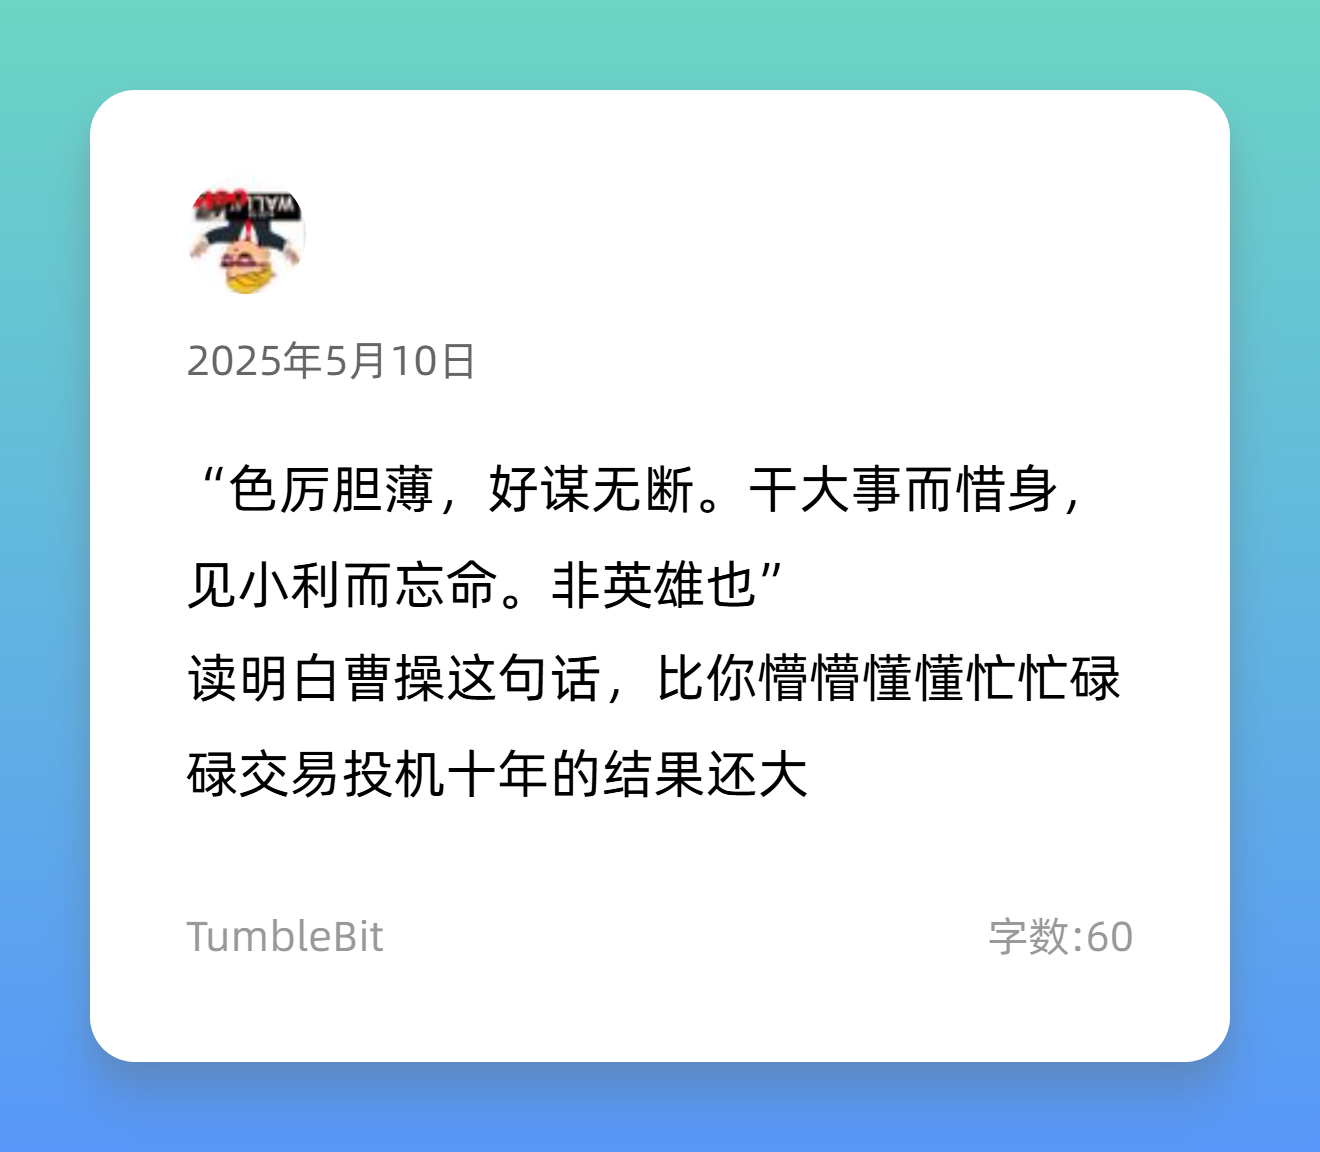 WALL
2025年5月10日
“色厉胆薄，好谋无断。干大事而惜身，
见小利而忘命。非英雄也”
读明白曹操这句话，比你懵懵懂懂忙忙碌
碌交易投机十年的结果还大
TumbleBit
字数:60